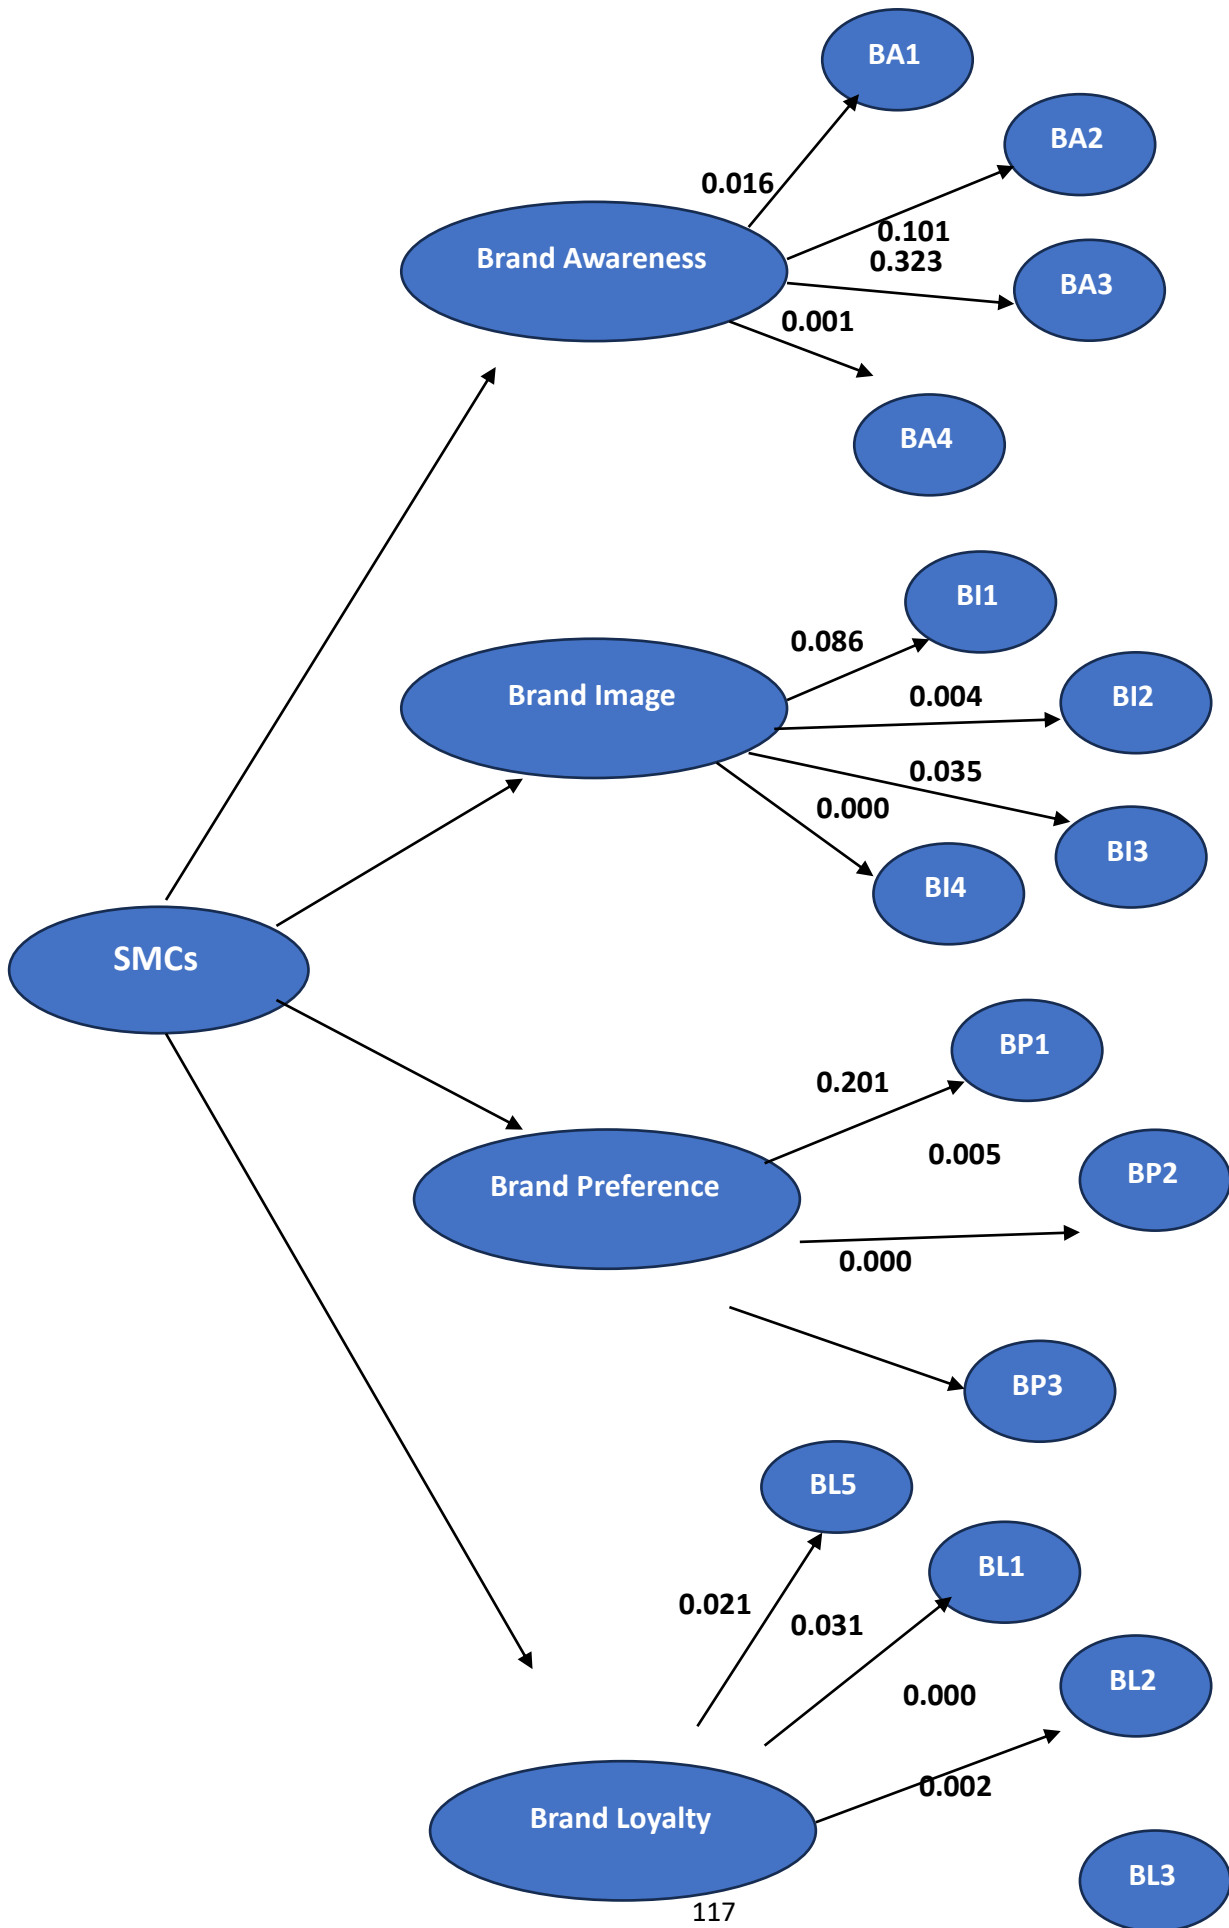 BA1
BA2
0.016
0.101
Brand Awareness
0.323
BA3
0.001
BA4
BI1
0.086
Brand Image
0.004
BI2
0.035
0.000
BI3
BI4
SMCs
BP1
0.201
0.005
BP2
Brand Preference
0.000
BP3
BL5
BL1
0.021
0.031
BL2
0.000
0.002
Brand Loyalty
BL3
117